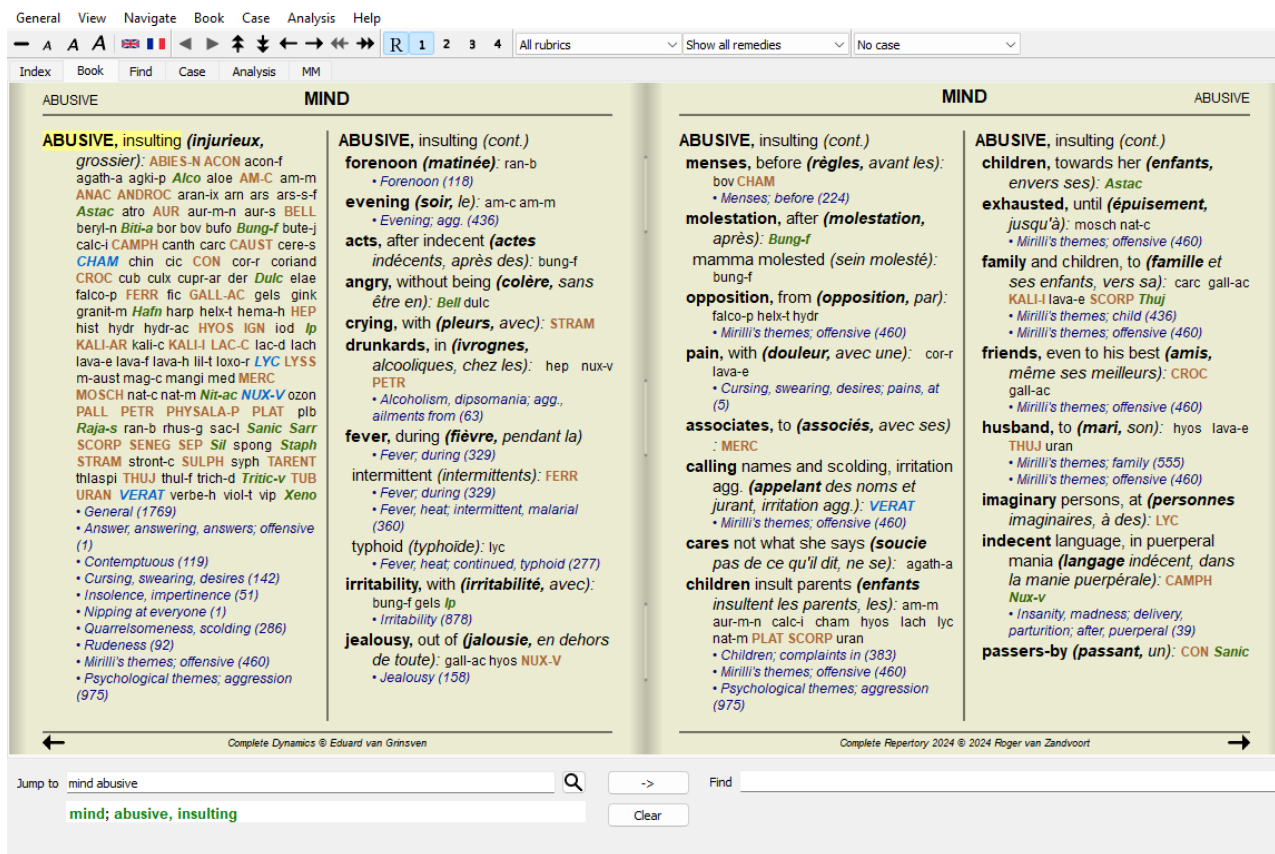 General View Navigate Book Case Analysis Help
A A A R 1 2 3 4 All rubrics Show all remedies No case
Index Book Find Case Analysis MM
ABUSIVE MIND
ABUSIVE, insulting (injurieux,
grossier): ABIES-N ACON acon-f
agath-a agki-p Alco aloe AM-C am-m
ANAC ANDROC aran-ix arn ars ars-s-f
Astac atro AUR aur-m-n aur-s BELL
beryl-n Biti-a bor bov bufo Bung-f bute-j
calc-i CAMPH canth carc CAUST cere-s
CHAM chin cic CON cor-r coriand
CROC cub culx cupr-ar der Dulc elae
falco-p FERR fic GALL-AC gels gink
granit-m Hafn harp helx-t hema-h HEP
hist hydr hydr-ac HYOS IGN iod Ip
KALI-AR kali-c KALI-I LAC-C lac-d lach
lava-e lava-f lava-h lil-t loxo-r LYC LYSS
m-aust mag-c mangi med MERC
MOSCH nat-c nat-m Nit-ac NUX-V ozon
PALL PETR PHYSALA-P PLAT plb
Raja-s ran-b rhus-g sac-l Sanic Sarr
SCORP SENEG SEP Sil spong Staph
STRAM stront-c SULPH syph TARENT
thlaspi THUJ thul-f trich-d Tritic-v TUB
URAN VERAT verbe-h viol-t vip Xeno
• General (1769)
• Answer, answering, answers; offensive
(1)
• Contemptuous (119)
• Cursing, swearing, desires (142)
• Insolence, impertinence (51)
• Nipping at everyone (1)
• Quarrelsomeness, scolding (286)
• Rudeness (92)
• Mirilli's themes; offensive (460)
• Psychological themes; aggression
(975)
ABUSIVE, insulting (cont.)
forenoon (matinée): ran-b
• Forenoon (118)
evening (soir, le): am-c am-m
• Evening; agg. (436)
acts, after indecent (actes
indécents, après des): bung-f
angry, without being (colère, sans
être en): Bell dulc
crying, with (pleurs, avec): STRAM
drunkards, in (ivrognes,
alcooliques, chez les): hep nux-v
PETR
• Alcoholism, dipsomania; agg.,
ailments from (63)
fever, during (fièvre, pendant la)
• Fever; during (329)
intermittent (intermittents): FERR
• Fever; during (329)
• Fever, heat; intermittent, malarial
(360)
typhoid (typhoïde): lyc
• Fever, heat; continued, typhoid (277)
irritability, with (irritabilité, avec):
bung-f gels Ip
• Irritability (878)
jealousy, out of (jalousie, en dehors
de toute): gall-ac hyos NUX-V
• Jealousy (158)
Complete Dynamics © Eduard van Grinsven
MIND ABUSIVE
ABUSIVE, insulting (cont.)
menses, before (règles, avant les):
bov CHAM
• Menses; before (224)
molestation, after (molestation,
après): Bung-f
mamma molested (sein molesté):
bung-f
opposition, from (opposition, par):
falco-p helx-t hydr
• Mirilli's themes; offensive (460)
pain, with (douleur, avec une): cor-r
lava-e
• Cursing, swearing, desires; pains, at
(5)
associates, to (associés, avec ses)
: MERC
calling names and scolding, irritation
agg. (appelant des noms et
jurant, irritation agg.): VERAT
• Mirilli's themes; offensive (460)
cares not what she says (soucie
pas de ce qu'il dit, ne se): agath-a
children insult parents (enfants
insultent les parents, les): am-m
aur-m-n calc-i cham hyos lach lyc
nat-m PLAT SCORP uran
• Children; complaints in (383)
• Mirilli's themes; offensive (460)
• Psychological themes; aggression
(975)
ABUSIVE, insulting (cont.)
children, towards her (enfants,
envers ses): Astac
exhausted, until (épuisement,
jusqu'à): mosch nat-c
• Mirilli's themes; offensive (460)
family and children, to (famille et
ses enfants, vers sa): carc gall-ac
KALI-I lava-e SCORP Thuj
• Mirilli's themes; child (436)
• Mirilli's themes; offensive (460)
friends, even to his best (amis,
même ses meilleurs): CROC
gall-ac
• Mirilli's themes; offensive (460)
husband, to (mari, son): hyos lava-e
THUJ uran
• Mirilli's themes; family (555)
• Mirilli's themes; offensive (460)
imaginary persons, at (personnes
imaginaires, à des): LYC
indecent language, in puerperal
mania (langage indécent, dans
la manie puerpérale): CAMPH
Nux-v
• Insanity, madness; delivery,
parturition; after, puerperal (39)
passers-by (passant, un): CON Sanic
Complete Repertory 2024 © 2024 Roger van Zandvoort
Jump to mind abusive -> Find
mind; abusive, insulting Clear